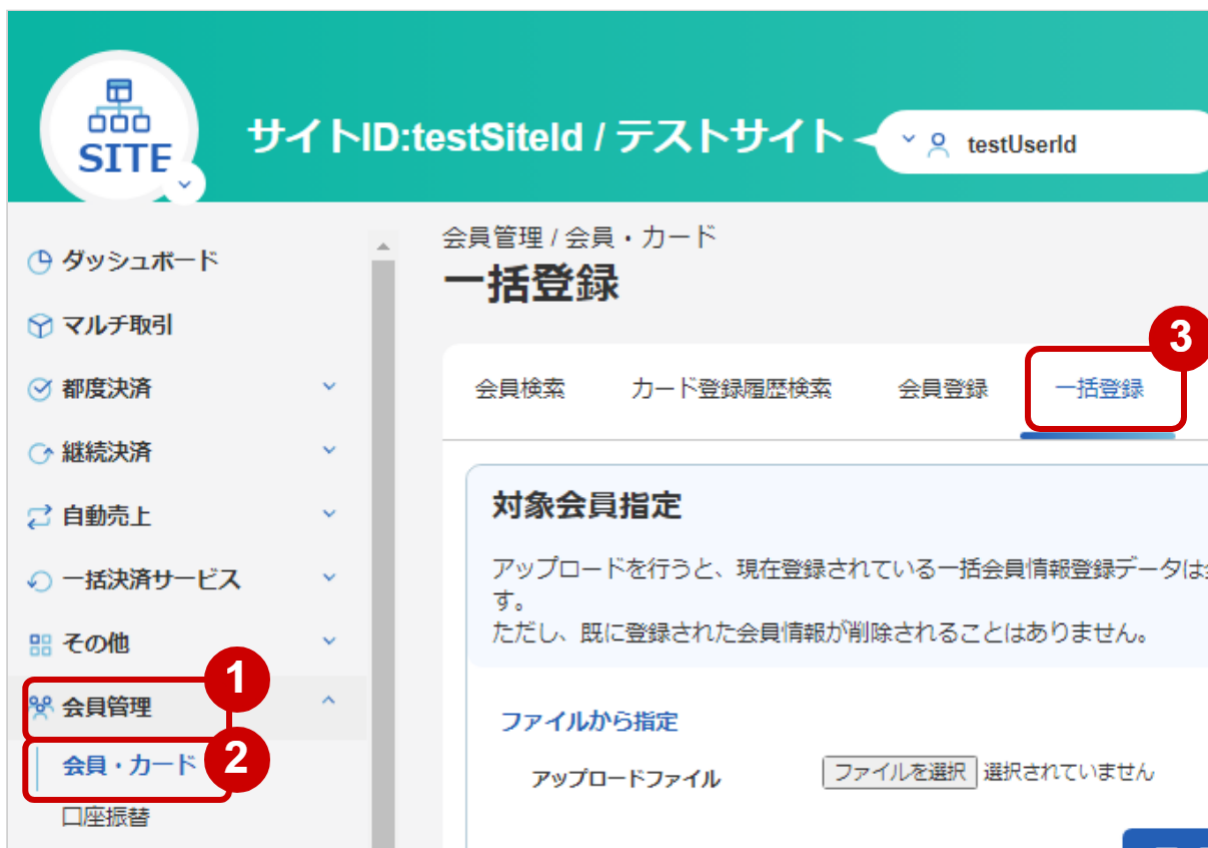 SITE
サイトID:testSiteId / テストサイト
testUserId
ダッシュボード
マルチ取引
都度決済
継続決済
自動売上
一括決済サービス
その他
1
会員管理
2
会員・カード
口座振替
会員管理 / 会員・カード
一括登録
3
会員検索 カード登録履歴検索 会員登録 一括登録
対象会員指定
アップロードを行うと、現在登録されている一括会員情報登録データは
す。
ただし、既に登録された会員情報が削除されることはありません。
ファイルから指定
アップロードファイル ファイルを選択 選択されていません